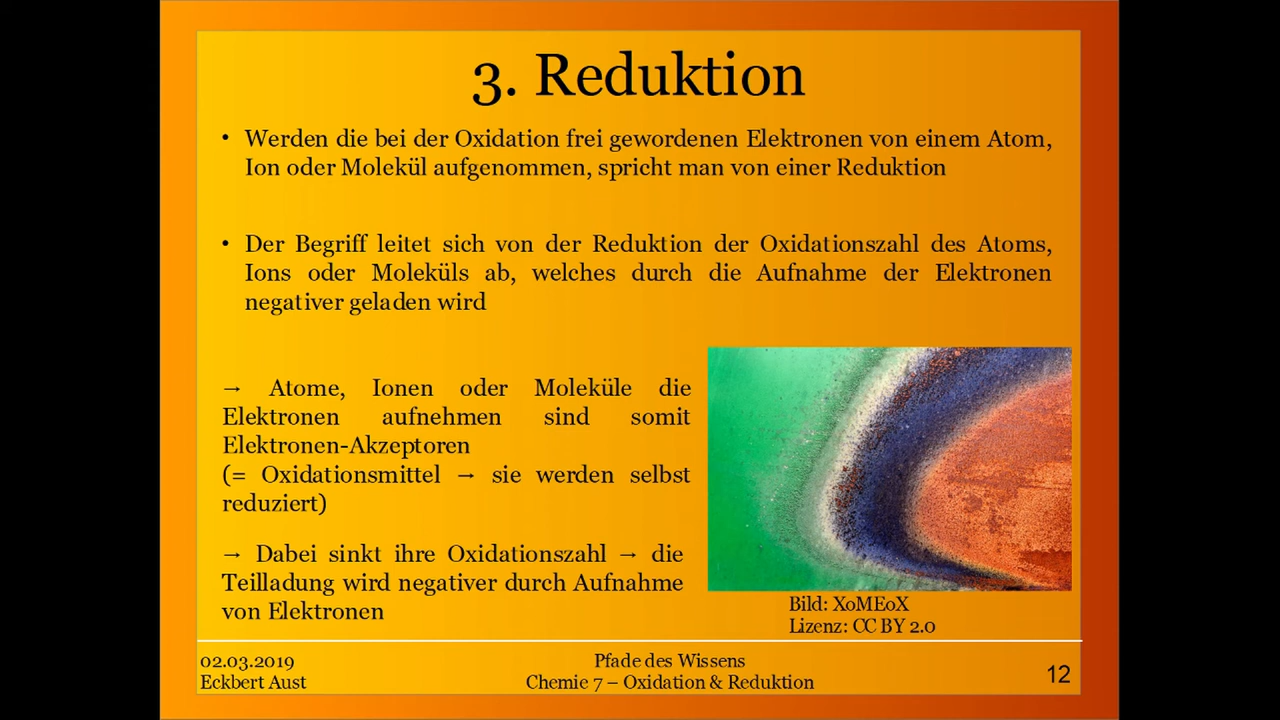 3. Reduktion
• Werden die bei der Oxidation frei gewordenen Elektronen von einem Atom,
Ion oder Molekül aufgenommen, spricht man von einer Reduktion
• Der Begriff leitet sich von der Reduktion der Oxidationszahl des Atoms,
Ions oder Moleküls ab, welches durch die Aufnahme der Elektronen
negativer geladen wird
→ Atome, Ionen oder Moleküle die
Elektronen aufnehmen sind somit
Elektronen-Akzeptoren
(= Oxidationsmittel → sie werden selbst
reduziert)
→ Dabei sinkt ihre Oxidationszahl → die
Teilladung wird negativer durch Aufnahme
von Elektronen
Bild: XoMEoX
Lizenz: CC BY 2.0
02.03.2019
Eckbert Aust
Pfade des Wissens
Chemie 7 – Oxidation & Reduktion
12